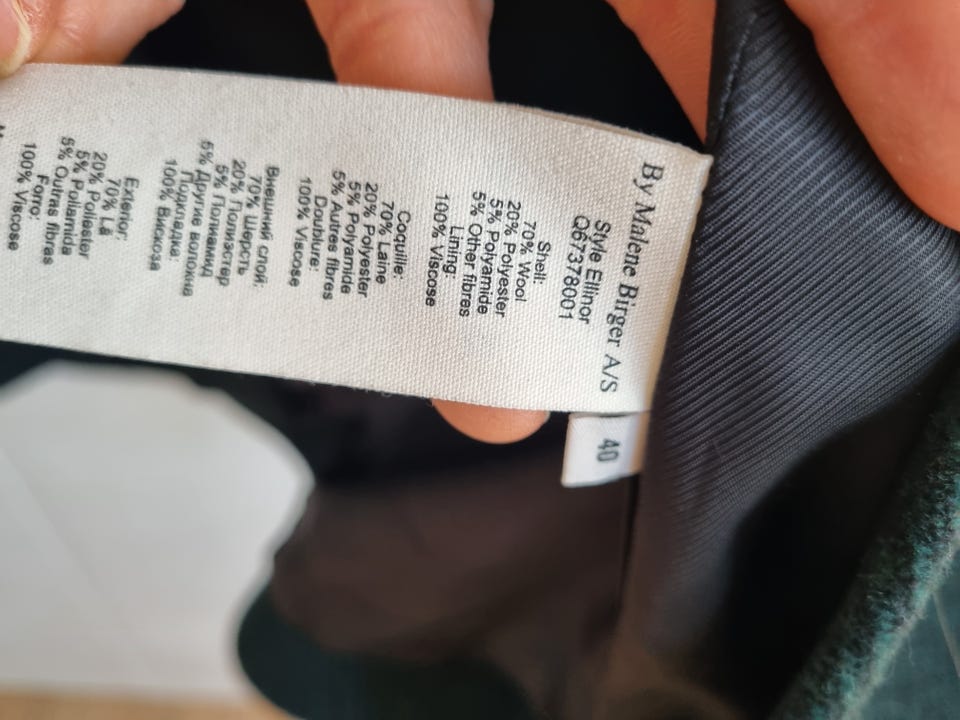 By Malene Birger A/S
Style Ellinor
Q67378001
Shell:
70% Wool
20% Polyester
5% Polyamide
5% Other fibres
Lining:
100% Viscose
Coquille:
70% Laine
20% Polyester
5% Polyamide
5% Autres fibres
Doublure:
100% Viscose
Внешний слой:
70% Шерсть
20% Полиэстер
5% Полиамид
5% Другие волокна
Подкладка:
100% Вискоза
Exterior:
70% Lã
20% Poliester
5% Poliamida
5% Outras fibras
Forro:
100% Viscose
40